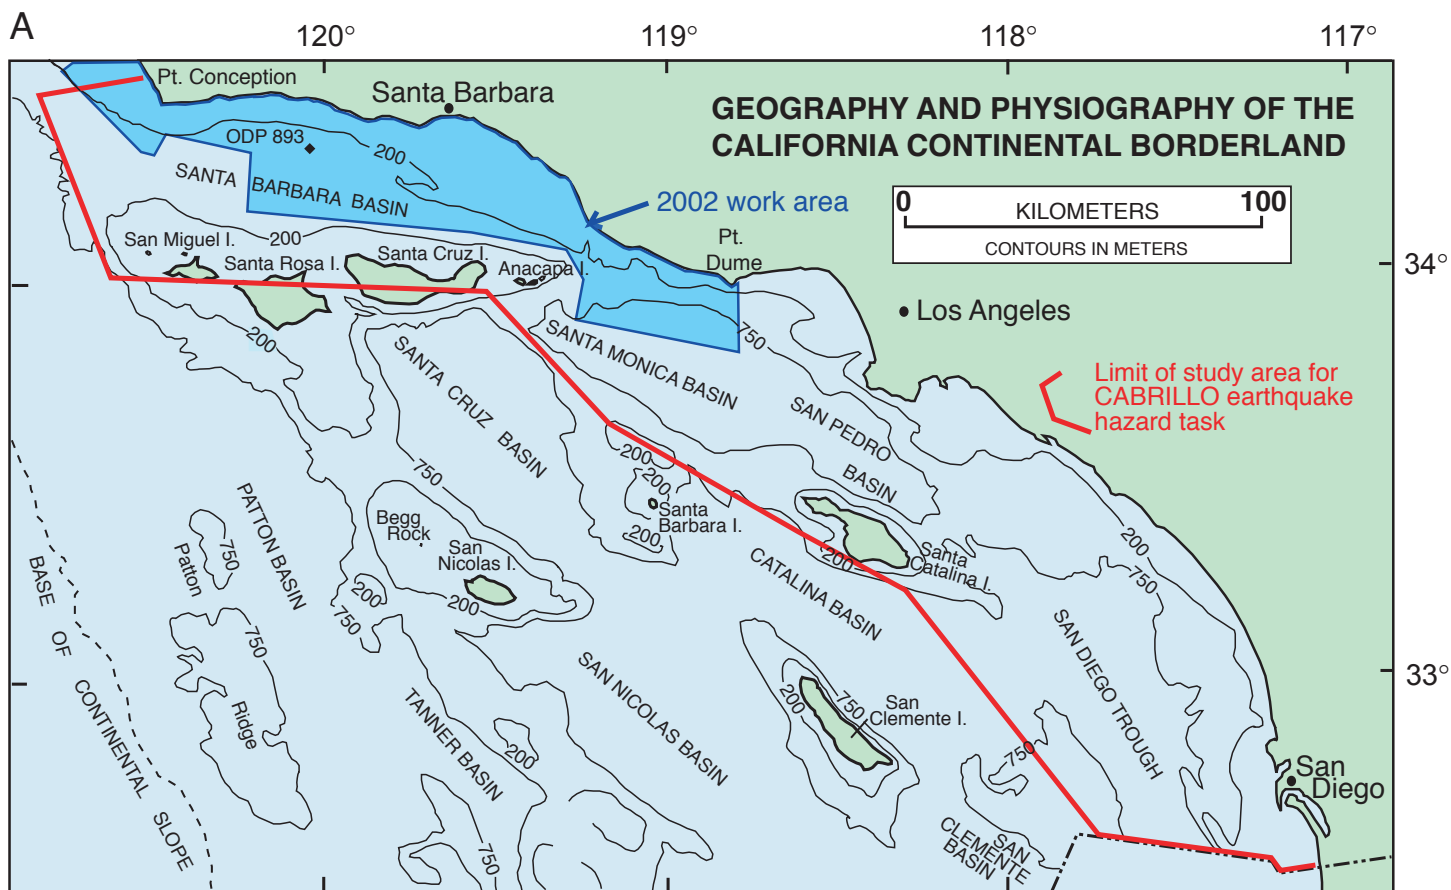 A
120°
119°
118°
117°
Pt. Conception
Santa Barbara
GEOGRAPHY AND PHYSIOGRAPHY OF THE
CALIFORNIA CONTINENTAL BORDERLAND
ODP 893
200
SANTA BARBARA BASIN
2002 work area
0
100
KILOMETERS
CONTOURS IN METERS
200
San Miguel I.
Santa Rosa I.
Santa Cruz I.
Anacapa I.
Pt.
Dume
34°
Los Angeles
200
750
SANTA MONICA BASIN
SANTA CRUZ BASIN
Limit of study area for
CABRILLO earthquake
hazard task
SAN PEDRO
BASIN
200
200
750
Santa
Barbara I.
200
PATTON BASIN
Begg
Rock
San
Nicolas I.
200
200
750
750
Patton
Ridge
750
BASE OF CONTINENTAL SLOPE
200
Santa
Catalina I.
CATALINA BASIN
200
750
SAN DIEGO TROUGH
33°
SAN NICOLAS BASIN
TANNER BASIN
200
750
200
750
San
Clemente I.
750
San
Diego
SAN
CLEMENTE
BASIN